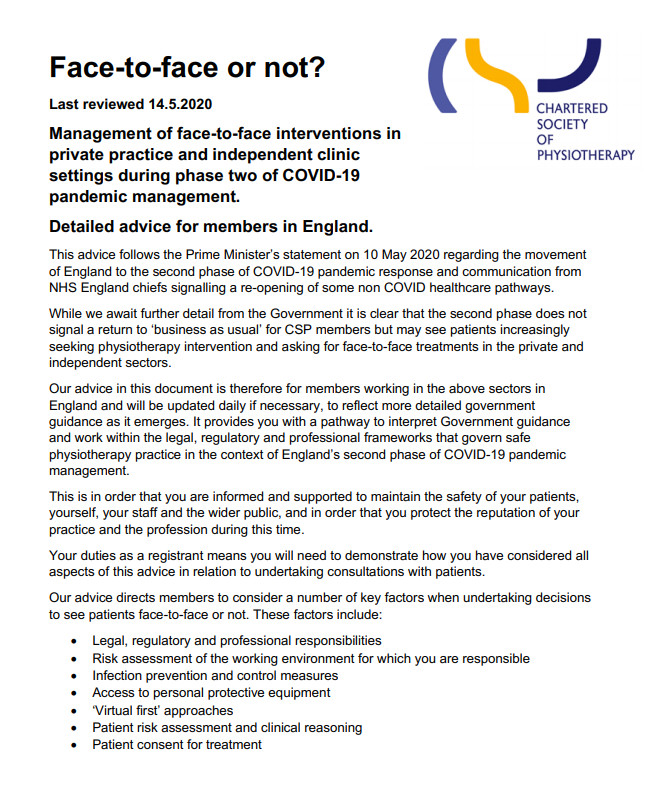 Face-to-face or not?
Last reviewed 14.5.2020
CHARTERED
SOCIETY
OF
PHYSIOTHERAPY
Management of face-to-face interventions in
private practice and independent clinic
settings during phase two of COVID-19
pandemic management.
Detailed advice for members in England.
This advice follows the Prime Minister's statement on 10 May 2020 regarding the movement
of England to the second phase of COVID-19 pandemic response and communication from
NHS England chiefs signalling a re-opening of some non COVID healthcare pathways.
While we await further detail from the Government it is clear that the second phase does not
signal a return to 'business as usual' for CSP members but may see patients increasingly
seeking physiotherapy intervention and asking for face-to-face treatments in the private and
independent sectors.
Our advice in this document is therefore for members working in the above sectors in
England and will be updated daily if necessary, to reflect more detailed government
guidance as it emerges. It provides you with a pathway to interpret Government guidance
and work within the legal, regulatory and professional frameworks that govern safe
physiotherapy practice in the context of England's second phase of COVID-19 pandemic
management.
This is in order that you are informed and supported to maintain the safety of your patients,
yourself, your staff and the wider public, and in order that you protect the reputation of your
practice and the profession during this time.
Your duties as a registrant means you will need to demonstrate how you have considered all
aspects of this advice in relation to undertaking consultations with patients.
Our advice directs members to consider a number of key factors when undertaking decisions
to see patients face-to-face or not. These factors include:
• Legal, regulatory and professional responsibilities
• Risk assessment of the working environment for which you are responsible
• Infection prevention and control measures
• Access to personal protective equipment
• 'Virtual first' approaches
• Patient risk assessment and clinical reasoning
• Patient consent for treatment